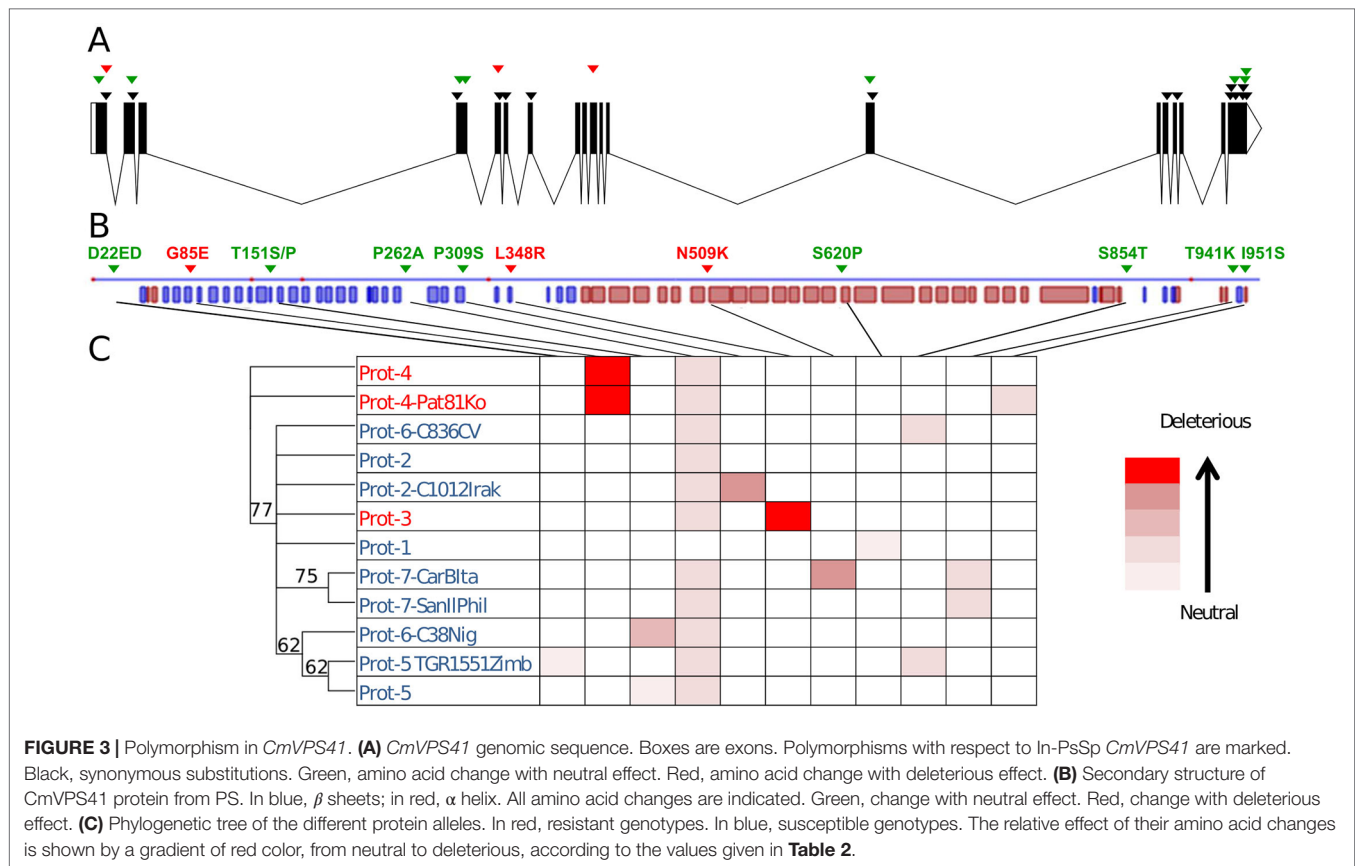 A
B
D22ED G85E T151S/P P262A P309S L348R N509K S620P S854T T941K I951S
C
Prot-4
Prot-4-Pat81Ko
Prot-6-C836CV
Prot-2
Prot-2-C1012Irak
77
Prot-3
Prot-1
75
Prot-7-CarBIta
Prot-7-SanIlPhil
62
Prot-6-C38Nig
62
Prot-5 TGR1551Zimb
Prot-5
Deleterious
Neutral
FIGURE 3 | Polymorphism in CmVPS41. (A) CmVPS41 genomic sequence. Boxes are exons. Polymorphisms with respect to In-PsSp CmVPS41 are marked.
Black, synonymous substitutions. Green, amino acid change with neutral effect. Red, amino acid change with deleterious effect. (B) Secondary structure of
CmVPS41 protein from PS. In blue, β sheets; in red, α helix. All amino acid changes are indicated. Green, change with neutral effect. Red, change with deleterious
effect. (C) Phylogenetic tree of the different protein alleles. In red, resistant genotypes. In blue, susceptible genotypes. The relative effect of their amino acid changes
is shown by a gradient of red color, from neutral to deleterious, according to the values given in Table 2.